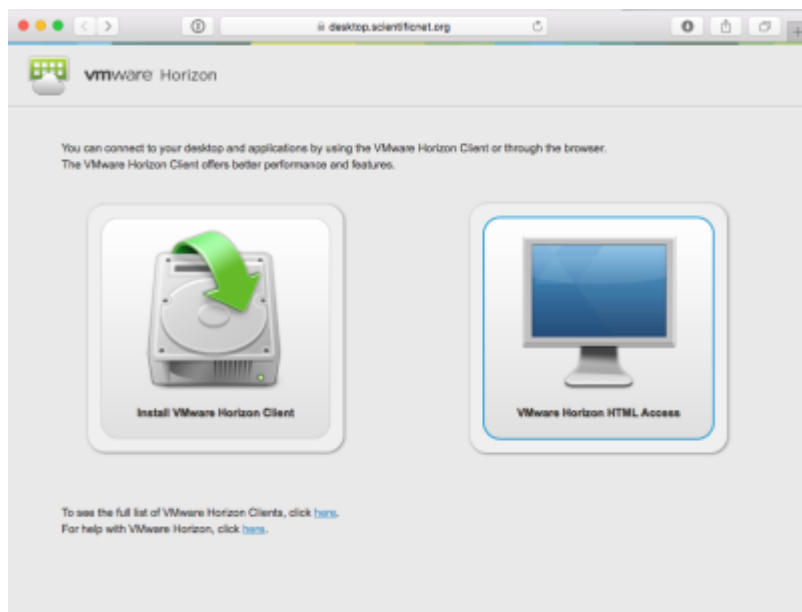 desktop.scientificnet.org
vmware Horizon
You can connect to your desktop and applications by using the VMware Horizon Client or through the browser.
The VMware Horizon Client offers better performance and features.
Install VMware Horizon Client
VMware Horizon HTML Access
To see the full list of VMware Horizon Clients, click here.
For help with VMware Horizon, click here.